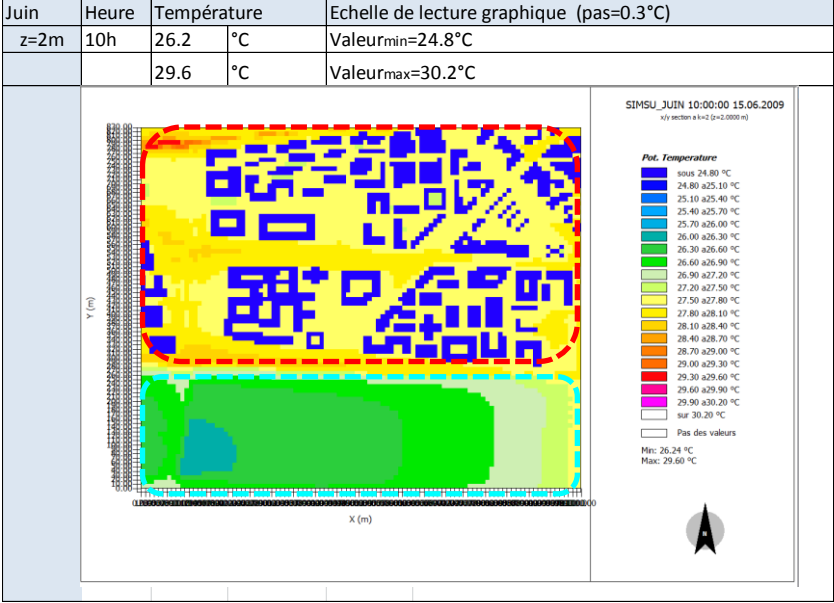 Juin Heure Température Echelle de lecture graphique (pas=0.3°C)
z=2m 10h 26.2 °C Valeurmin=24.8°C
29.6 °C Valeurmax=30.2°C
SIMSU_JUIN 10:00:00 15.06.2009
x/y section a k=2 (z=2.0000 m)
Pot. Temperature
sous 24.80 °C
24.80 a25.10 °C
25.10 a25.40 °C
25.40 a25.70 °C
25.70 a26.00 °C
26.00 a26.30 °C
26.30 a26.60 °C
26.60 a26.90 °C
26.90 a27.20 °C
27.20 a27.50 °C
27.50 a27.80 °C
27.80 a28.10 °C
28.10 a28.40 °C
28.40 a28.70 °C
28.70 a29.00 °C
29.00 a29.30 °C
29.30 a29.60 °C
29.60 a29.90 °C
29.90 a30.20 °C
sur 30.20 °C
Pas des valeurs
Min: 26.24 °C
Max: 29.60 °C
Y (m)
0.00
X (m)